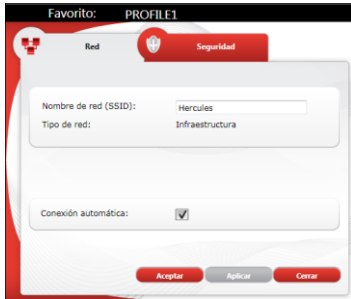 Favorito: PROFILE1
Red Seguridad
Nombre de red (SSID): Hercules
Tipo de red: Infraestructura
Conexión automática:
Aceptar Aplicar Cerrar